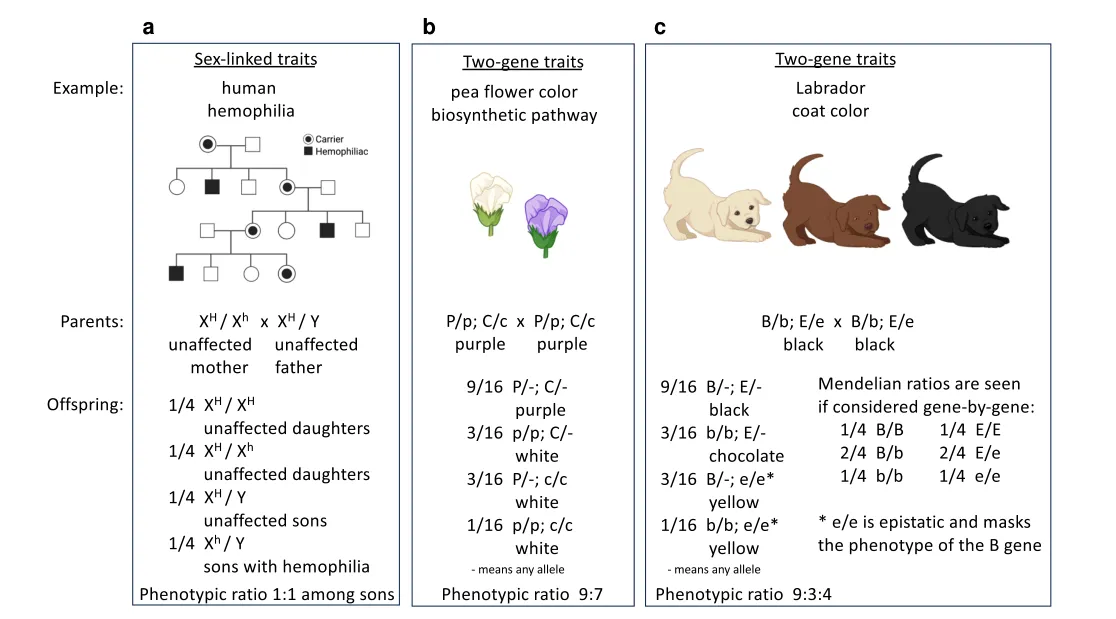 a
Sex-linked traits
Example:
human
hemophilia
Carrier
Hemophiliac
Parents:
Xᴴ / Xʰ x Xᴴ / Y
unaffected unaffected
mother father
Offspring:
1/4 Xᴴ / Xᴴ
unaffected daughters
1/4 Xᴴ / Xʰ
unaffected daughters
1/4 Xᴴ / Y
unaffected sons
1/4 Xʰ / Y
sons with hemophilia
Phenotypic ratio 1:1 among sons
b
Two-gene traits
pea flower color
biosynthetic pathway
P/p; C/c x P/p; C/c
purple purple
9/16 P/-; C/-
purple
3/16 p/p; C/-
white
3/16 P/-; c/c
white
1/16 p/p; c/c
white
- means any allele
Phenotypic ratio 9:7
c
Two-gene traits
Labrador
coat color
B/b; E/e x B/b; E/e
black black
9/16 B/-; E/-
black
3/16 b/b; E/-
chocolate
3/16 B/-; e/e*
yellow
1/16 b/b; e/e*
yellow
- means any allele
Phenotypic ratio 9:3:4
Mendelian ratios are seen
if considered gene-by-gene:
1/4 B/B 1/4 E/E
2/4 B/b 2/4 E/e
1/4 b/b 1/4 e/e
* e/e is epistatic and masks
the phenotype of the B gene